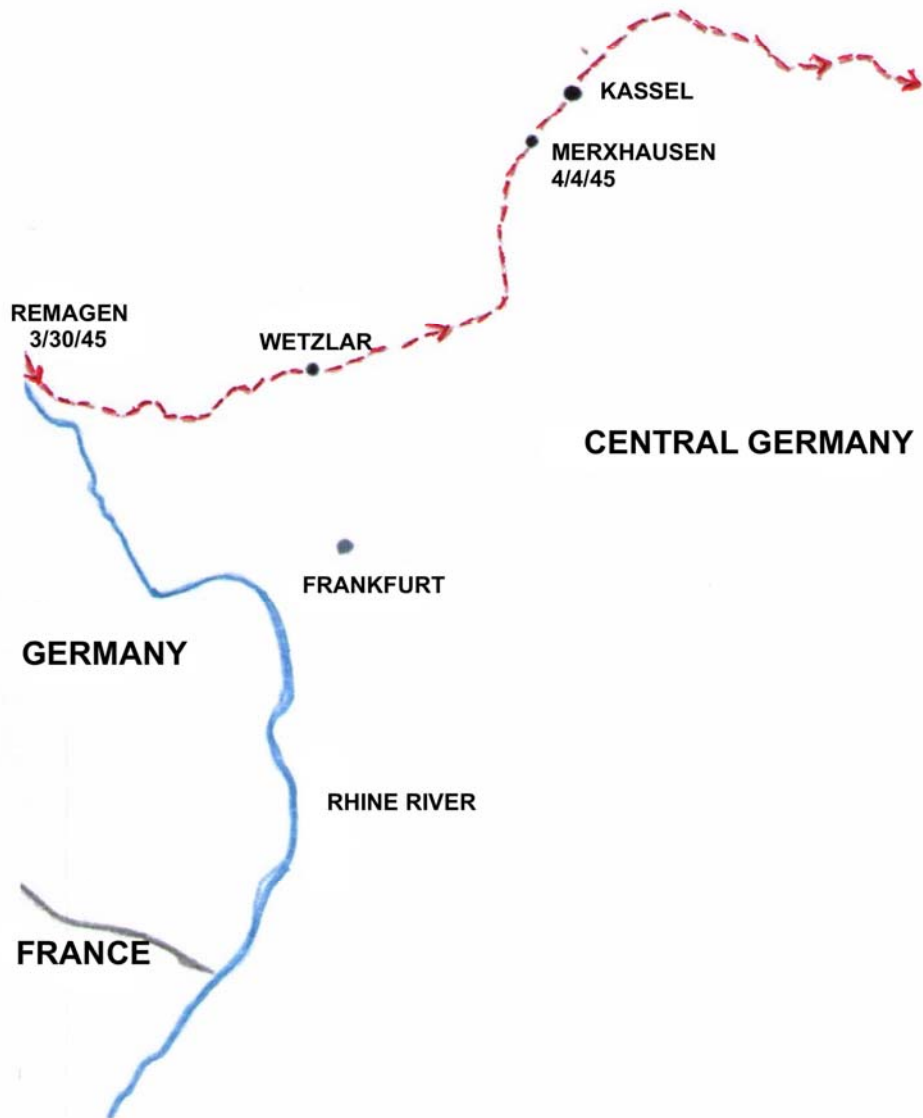 KASSEL
MERXHAUSEN
4/4/45
REMAGEN
3/30/45
WETZLAR
CENTRAL GERMANY
FRANKFURT
GERMANY
RHINE RIVER
FRANCE